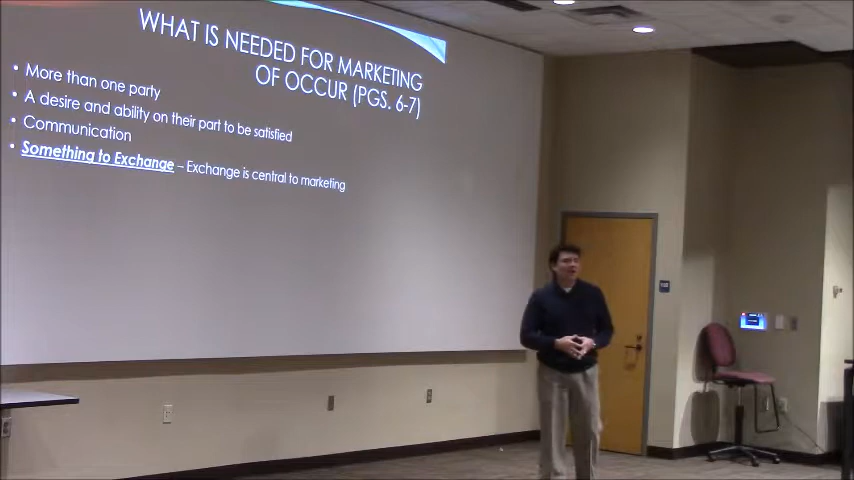 WHAT IS NEEDED FOR MARKETING
OF OCCUR (PGS. 6-7)
• More than one party
• A desire and ability on their part to be satisfied
• Communication
• Something to Exchange – Exchange is central to marketing